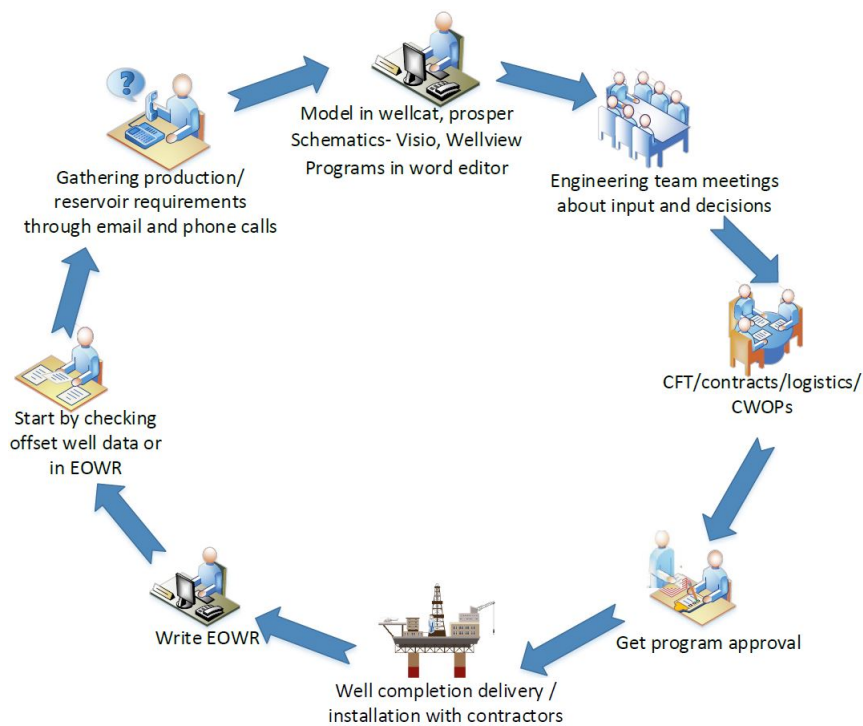 ?
Model in wellcat, prosper
Schematics- Visio, Wellview
Programs in word editor
Engineering team meetings
about input and decisions
CFT/contracts/logistics/
CWOPs
Get program approval
Well completion delivery /
installation with contractors
Write EOWR
Start by checking
offset well data or
in EOWR
Gathering production/
reservoir requirements
through email and phone calls